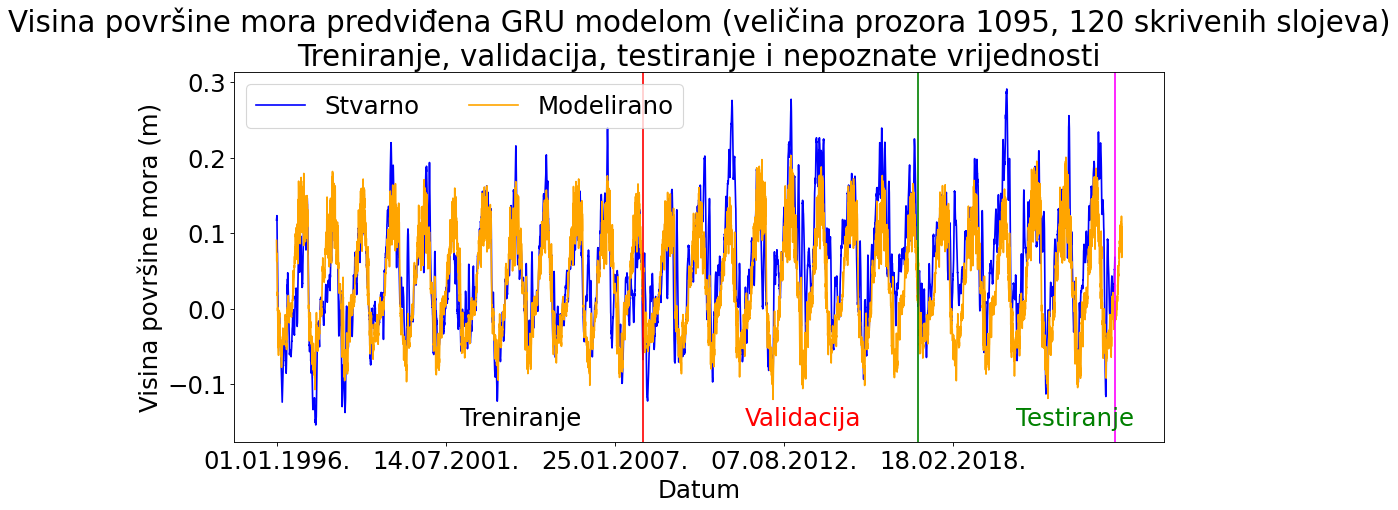 Visina površine mora predviđena GRU modelom (veličina prozora 1095, 120 skrivenih slojeva)
Treniranje, validacija, testiranje i nepoznate vrijednosti
Stvarno
Modelirano
Visina površine mora (m)
0.3
0.2
0.1
0.0
−0.1
Treniranje
Validacija
Testiranje
01.01.1996.
14.07.2001.
25.01.2007.
07.08.2012.
18.02.2018.
Datum